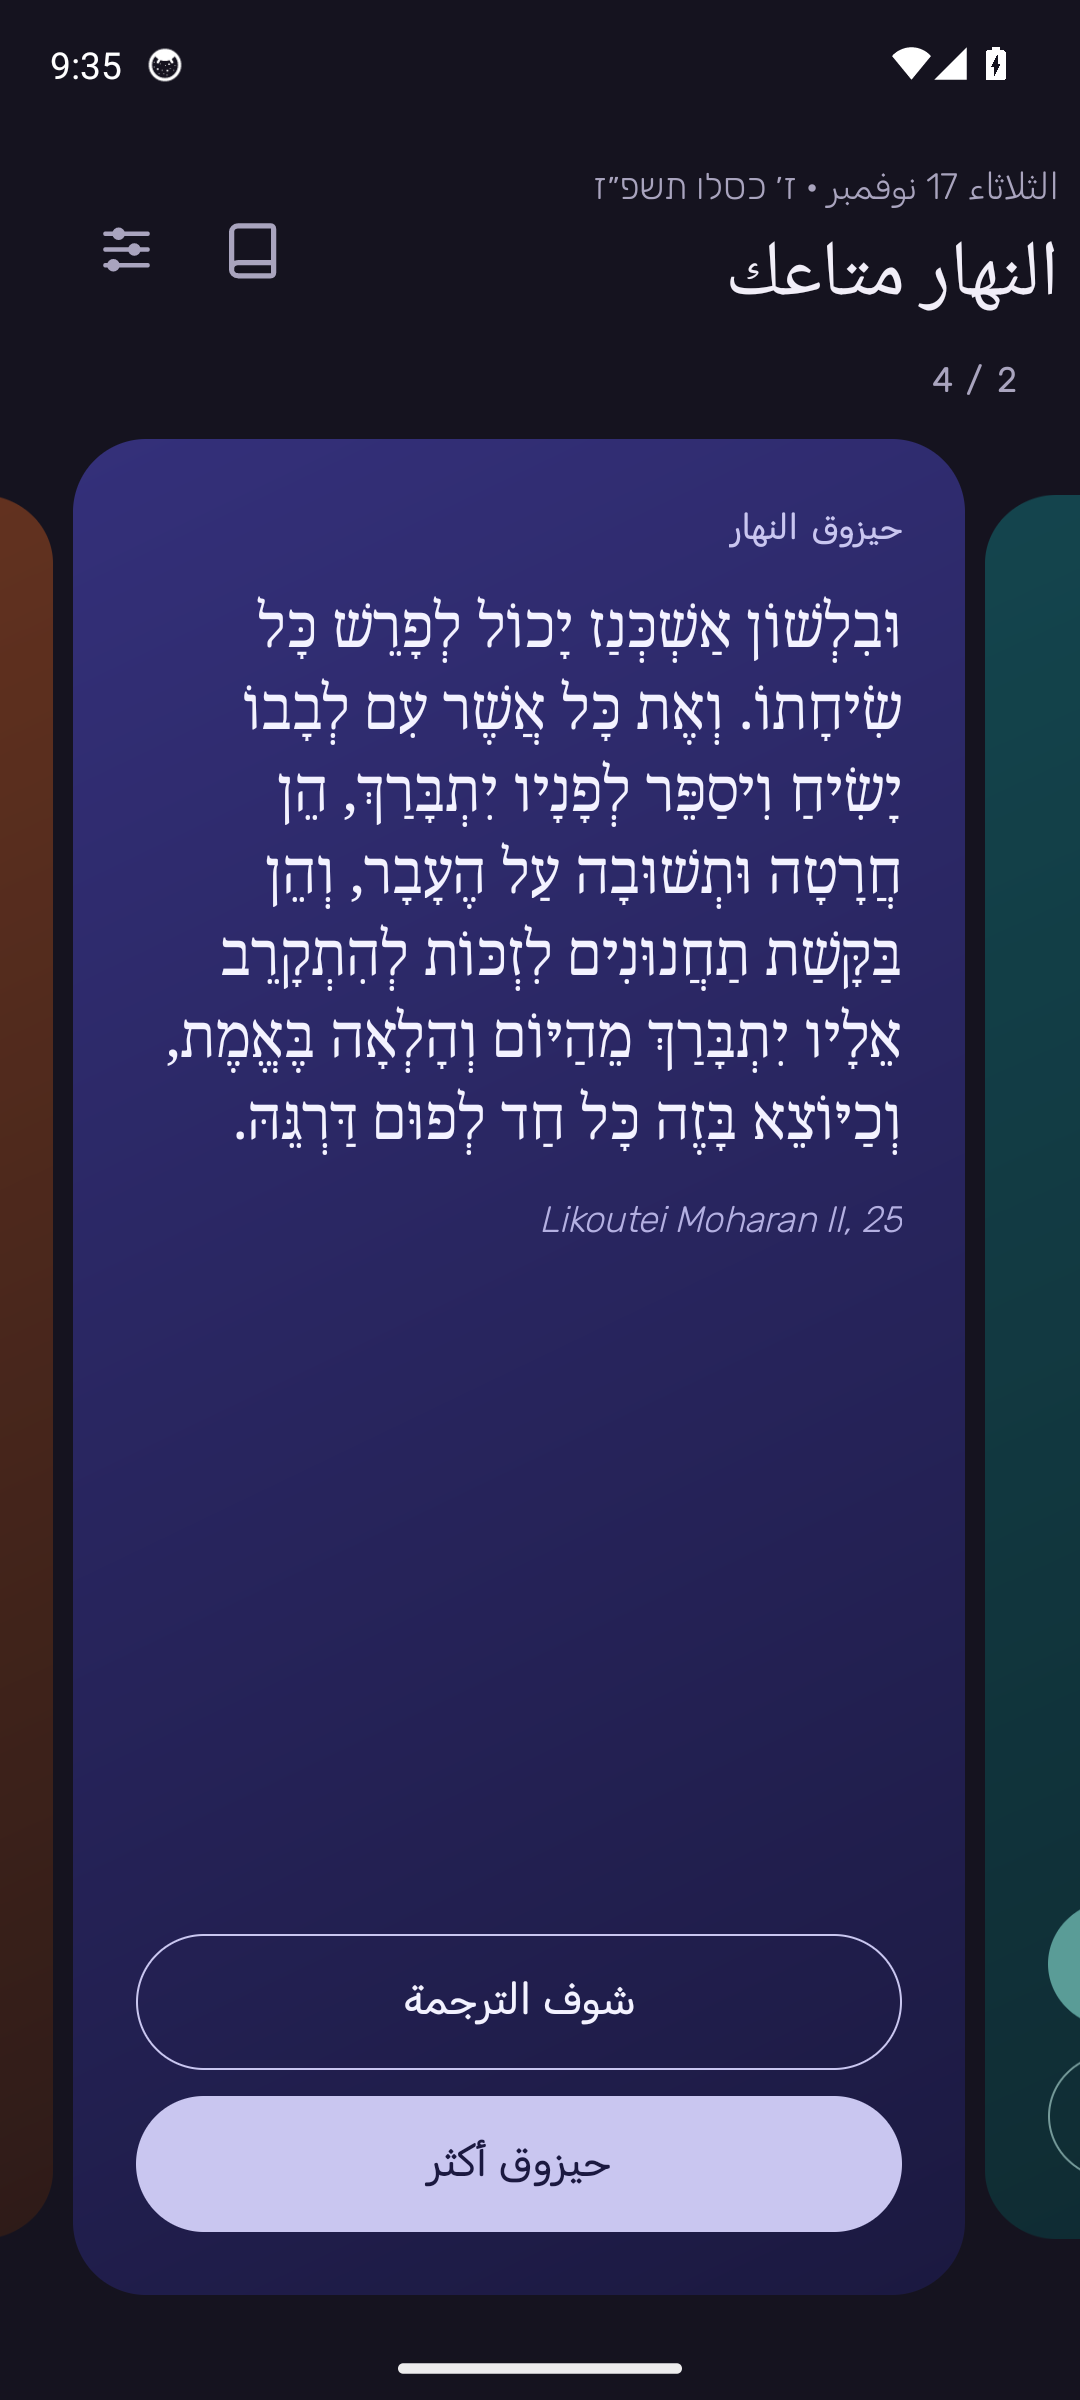 9:35
الثلاثاء 17 نوفمبر • ז׳ כסלו תשפ״ז
النهار متاعك
2 / 4
حيزوق النهار
וּבִלְשׁוֹן אַשְׁכְּנַז יָכוֹל לְפָרֵשׁ כָּל
שִׂיחָתוֹ. וְאֶת כָּל אֲשֶׁר עִם לְבָבוֹ
יָשִׂיחַ וִיסַפֵּר לְפָנָיו יִתְבָּרַךְ, הֵן
חֲרָטָה וּתְשׁוּבָה עַל הֶעָבָר, וְהֵן
בַּקָּשַׁת תַּחֲנוּנִים לִזְכּוֹת לְהִתְקָרֵב
אֵלָיו יִתְבָּרַךְ מֵהַיּוֹם וְהָלְאָה בֶּאֱמֶת,
וְכַיּוֹצֵא בָּזֶה כָּל חַד לְפוּם דַּרְגֵּהּ.
Likoutei Moharan II, 25
شوف الترجمة
حيزوق أكثر